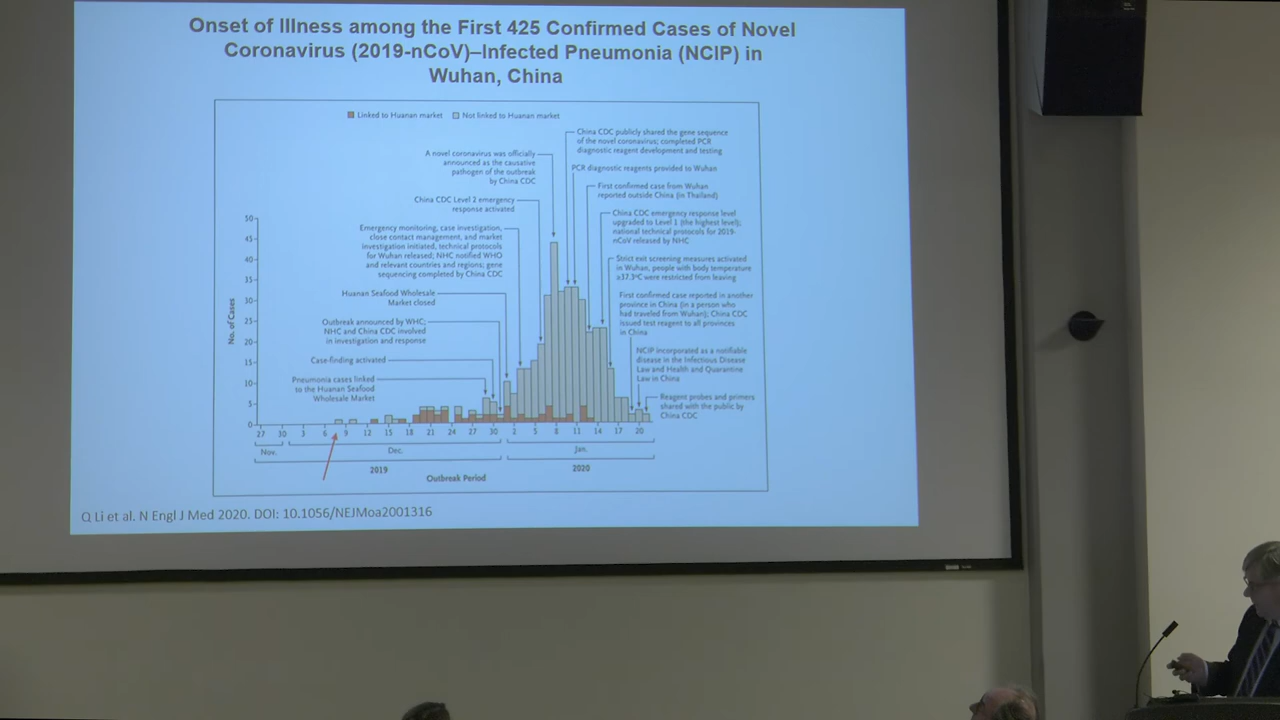 Onset of Illness among the First 425 Confirmed Cases of Novel
Coronavirus (2019-nCoV)–Infected Pneumonia (NCIP) in
Wuhan, China
Linked to Huanan market
Not linked to Huanan market
China CDC publicly shared the gene sequence
of the novel coronavirus; completed PCR
diagnostic reagent development and testing
A novel coronavirus was officially
announced as the causative
pathogen of the outbreak
by China CDC
PCR diagnostic reagents provided to Wuhan
First confirmed case from Wuhan
reported outside China (in Thailand)
China CDC Level 2 emergency
response activated
China CDC emergency response level
upgraded to Level 1 (the highest level);
national technical protocols for 2019-
nCoV released by NHC
Emergency monitoring, case investigation,
close contact management, and market
investigation initiated, technical protocols
for Wuhan released; NHC notified WHO
and relevant countries and regions; gene
sequencing completed by China CDC
Strict exit screening measures activated
in Wuhan, people with body temperature
≥37.3°C were restricted from leaving
Huanan Seafood Wholesale
Market closed
First confirmed case reported in another
province in China (in a person who
had traveled from Wuhan); China CDC
issued test reagent to all provinces
in China
Outbreak announced by WHC;
NHC and China CDC involved
in investigation and response
NCIP incorporated as a notifiable
disease in the Infectious Disease
Law and Health and Quarantine
Law in China
Case-finding activated
Pneumonia cases linked
to the Huanan Seafood
Wholesale Market
Reagent probes and primers
shared with the public by
China CDC
No. of Cases
50
45
40
35
30
25
20
15
10
5
0
27 30 3 6 9 12 15 18 21 24 27 30 2 5 8 11 14 17 20
Nov. Dec. Jan.
2019 2020
Outbreak Period
Q Li et al. N Engl J Med 2020. DOI: 10.1056/NEJMoa2001316